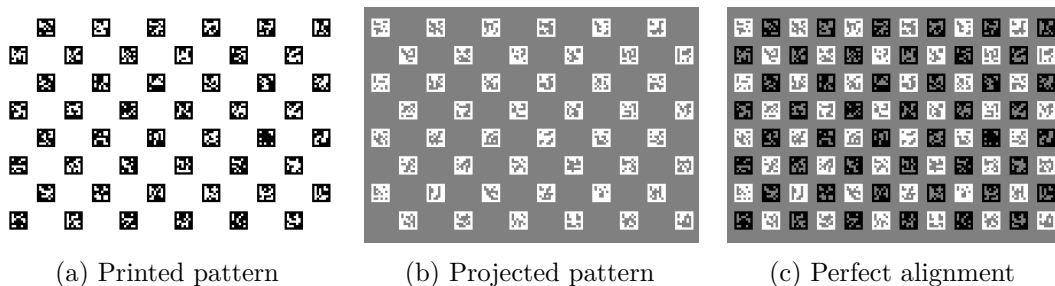 (a) Printed pattern
(b) Projected pattern
(c) Perfect alignment